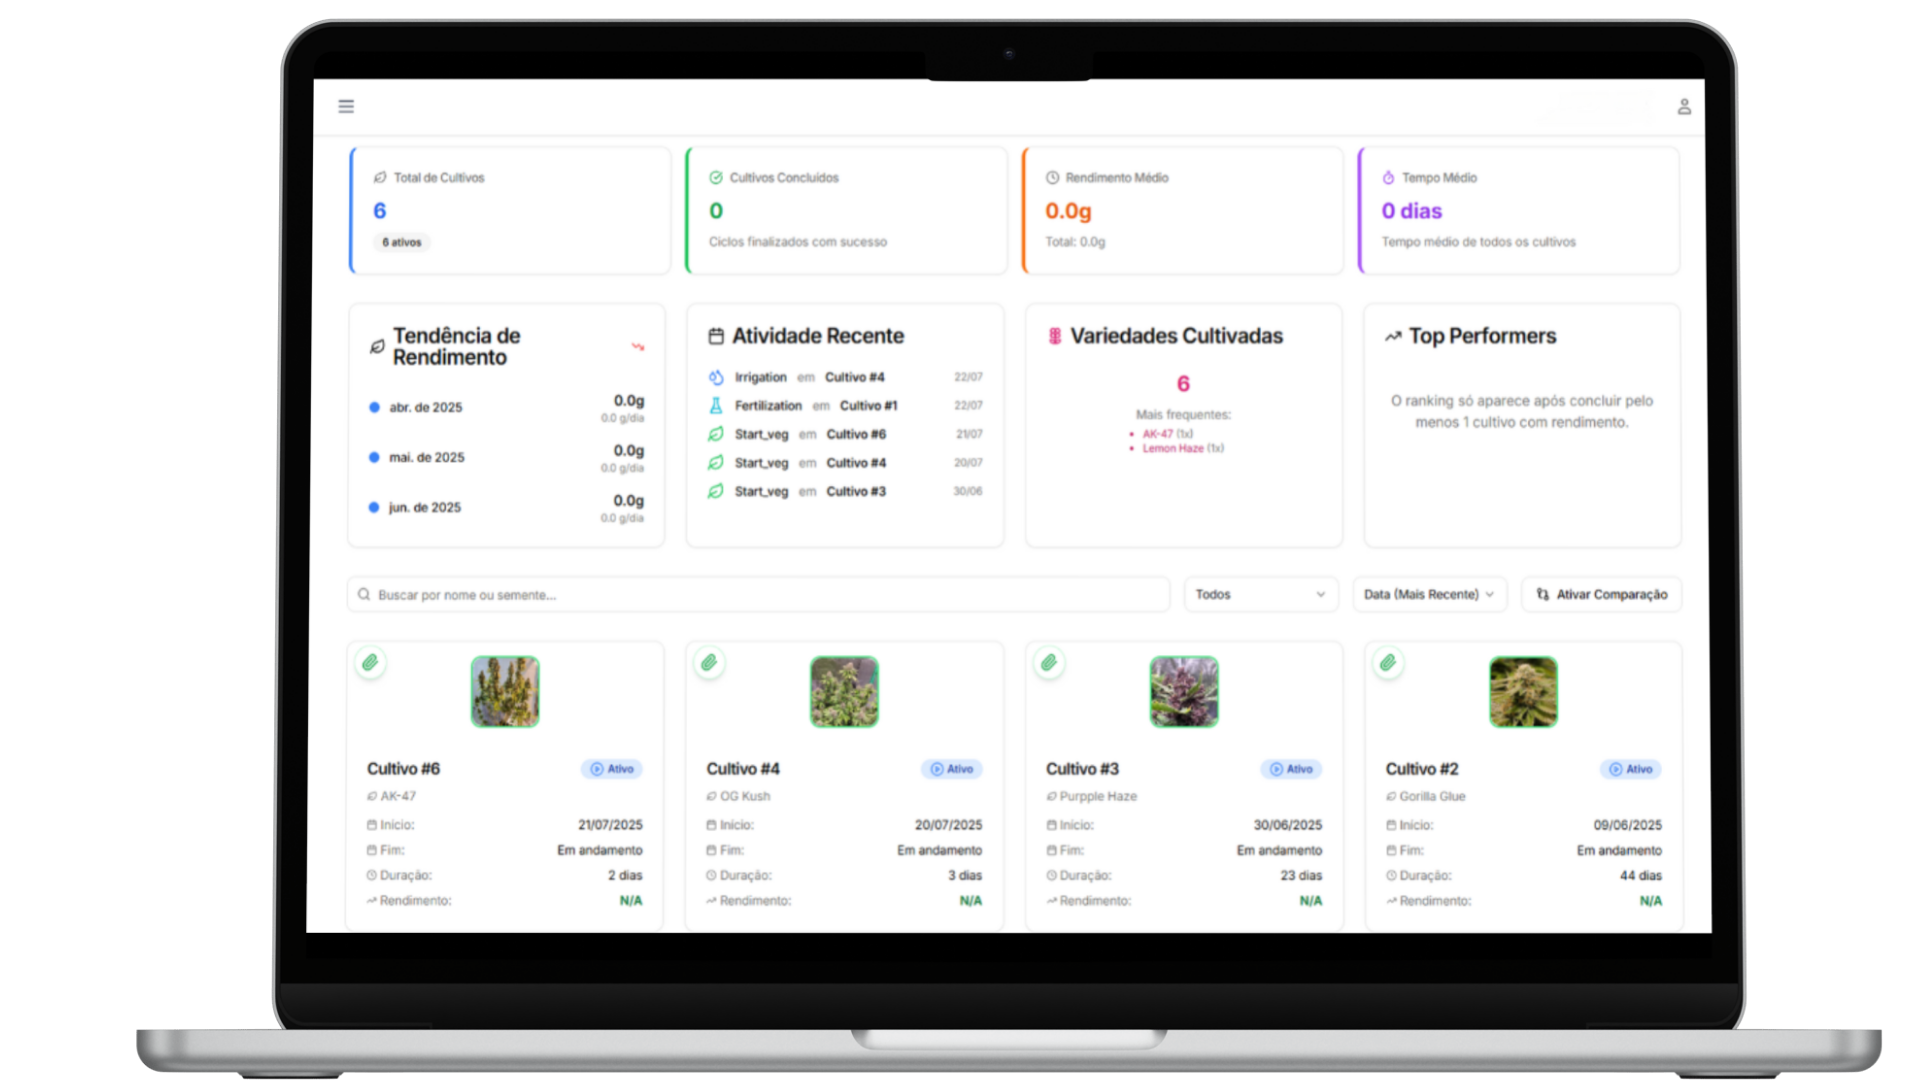 Total de Cultivos
6
6 ativos
Cultivos Concluídos
0
Ciclos finalizados com sucesso
Rendimento Médio
0.0g
Total: 0.0g
Tempo Médio
0 dias
Tempo médio de todos os cultivos
Tendência de
Rendimento
abr. de 2025 0.0g
0.0 g/dia
mai. de 2025 0.0g
0.0 g/dia
jun. de 2025 0.0g
0.0 g/dia
Atividade Recente
Irrigation em Cultivo #4 22/07
Fertilization em Cultivo #1 22/07
Start_veg em Cultivo #6 21/07
Start_veg em Cultivo #4 20/07
Start_veg em Cultivo #3 30/06
Variedades Cultivadas
6
Mais frequentes:
• AK-47 (1x)
• Lemon Haze (1x)
Top Performers
O ranking só aparece após concluir pelo
menos 1 cultivo com rendimento.
Buscar por nome ou semente...
Todos
Data (Mais Recente)
Ativar Comparação
Cultivo #6 Ativo
AK-47
Início: 21/07/2025
Fim: Em andamento
Duração: 2 dias
Rendimento: N/A
Cultivo #4 Ativo
OG Kush
Início: 20/07/2025
Fim: Em andamento
Duração: 3 dias
Rendimento: N/A
Cultivo #3 Ativo
Purpple Haze
Início: 30/06/2025
Fim: Em andamento
Duração: 23 dias
Rendimento: N/A
Cultivo #2 Ativo
Gorilla Glue
Início: 09/06/2025
Fim: Em andamento
Duração: 44 dias
Rendimento: N/A